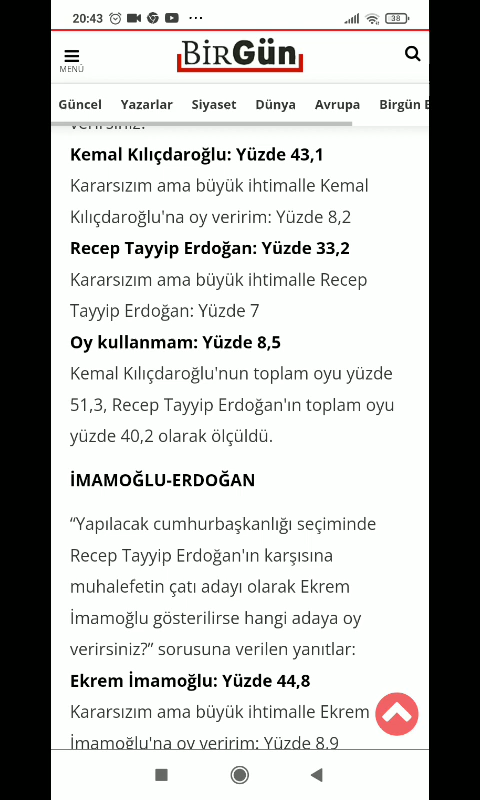 20:43
38
MENÜ
BirGün
Güncel Yazarlar Siyaset Dünya Avrupa Birgün E
verirsiniz?
Kemal Kılıçdaroğlu: Yüzde 43,1
Kararsızım ama büyük ihtimalle Kemal
Kılıçdaroğlu'na oy veririm: Yüzde 8,2
Recep Tayyip Erdoğan: Yüzde 33,2
Kararsızım ama büyük ihtimalle Recep
Tayyip Erdoğan: Yüzde 7
Oy kullanmam: Yüzde 8,5
Kemal Kılıçdaroğlu'nun toplam oyu yüzde
51,3, Recep Tayyip Erdoğan'ın toplam oyu
yüzde 40,2 olarak ölçüldü.
İMAMOĞLU-ERDOĞAN
“Yapılacak cumhurbaşkanlığı seçiminde
Recep Tayyip Erdoğan'ın karşısına
muhalefetin çatı adayı olarak Ekrem
İmamoğlu gösterilirse hangi adaya oy
verirsiniz?” sorusuna verilen yanıtlar:
Ekrem İmamoğlu: Yüzde 44,8
Kararsızım ama büyük ihtimalle Ekrem
İmamoğlu'na oy veririm: Yüzde 8,9